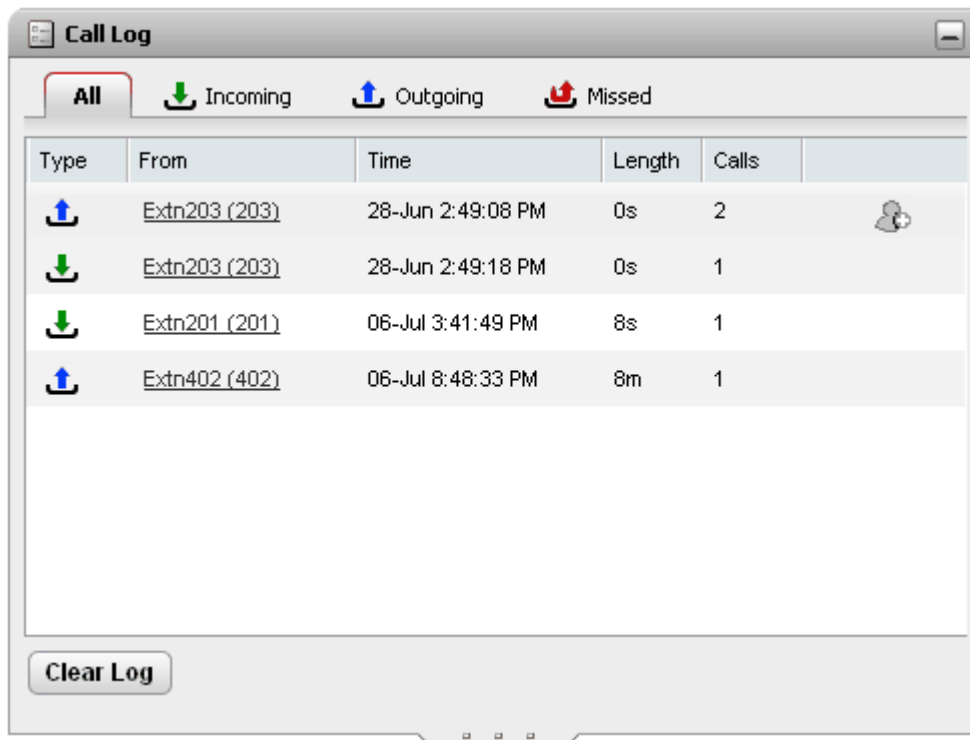 Call Log
All Incoming Outgoing Missed
Type From Time Length Calls
Extn203 (203) 28-Jun 2:49:08 PM 0s 2
Extn203 (203) 28-Jun 2:49:18 PM 0s 1
Extn201 (201) 06-Jul 3:41:49 PM 8s 1
Extn402 (402) 06-Jul 8:48:33 PM 8m 1
Clear Log